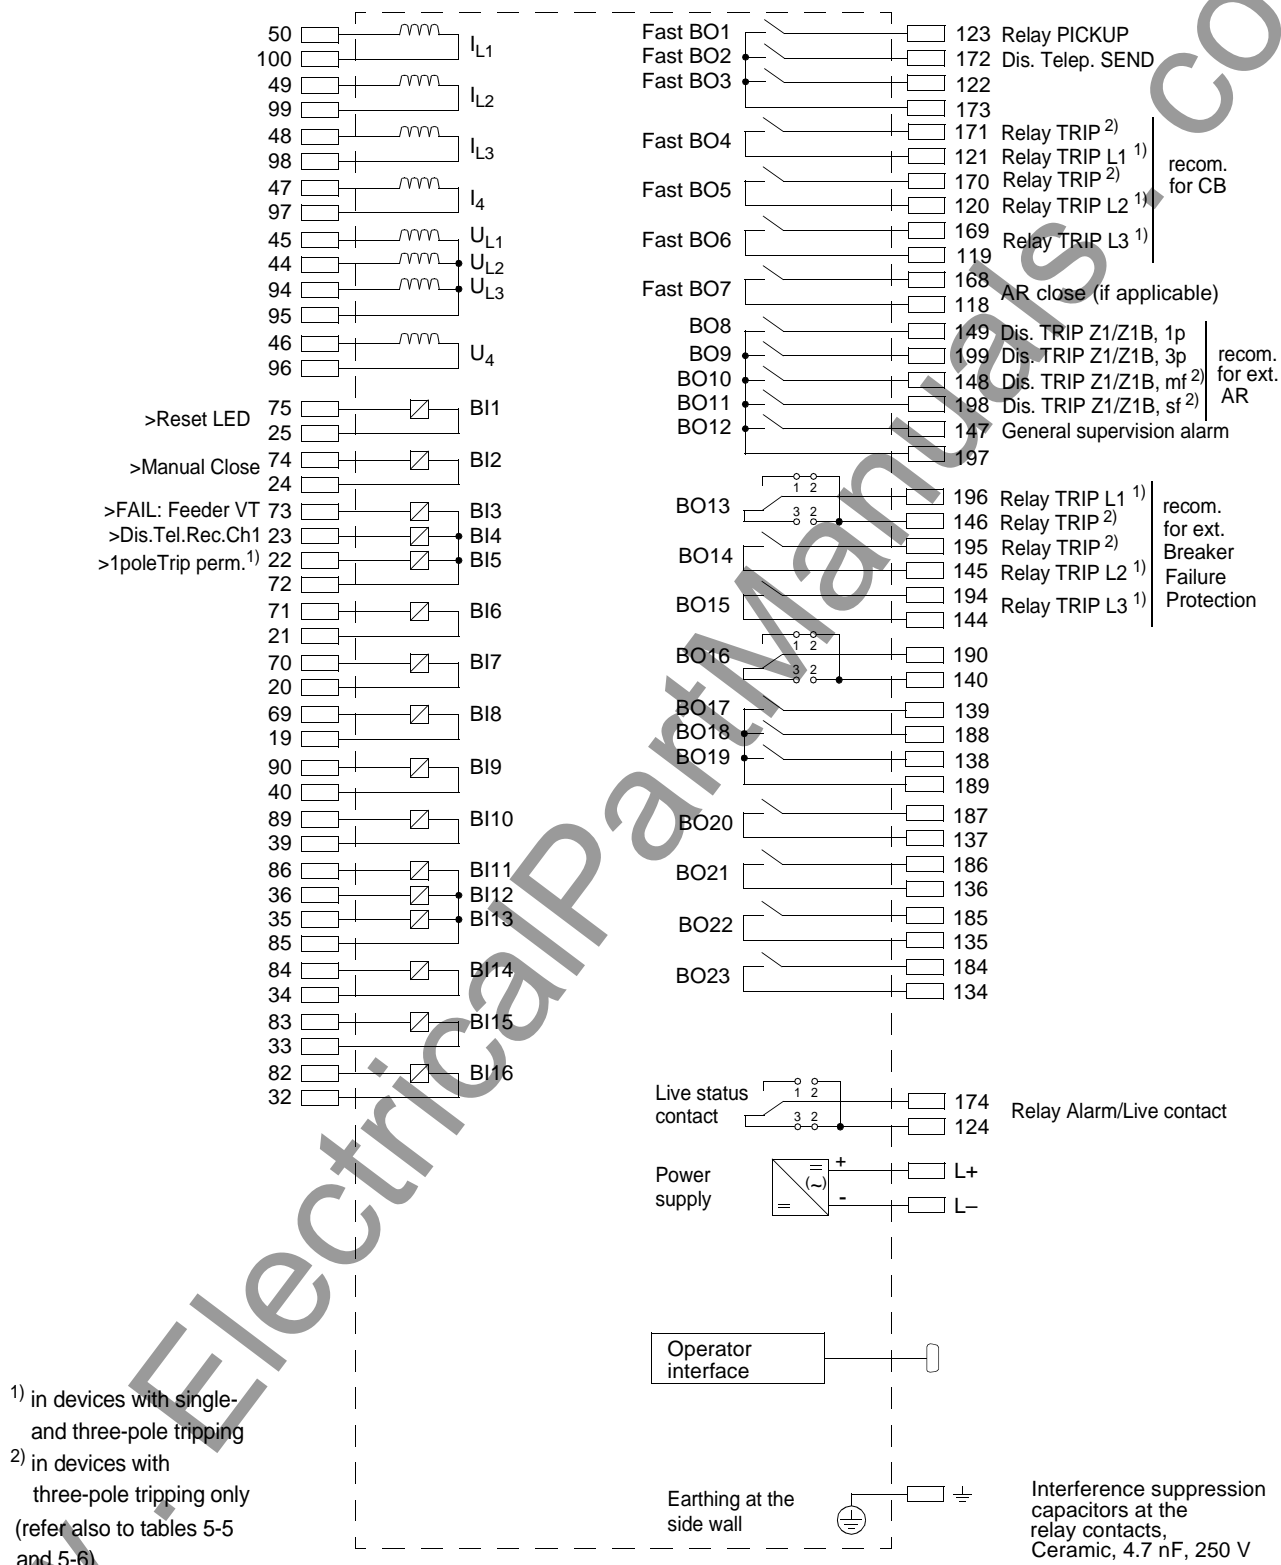 50
100
I L1
49
99
I L2
48
98
I L3
47
97
I4
45
UL1
44
UL2
94
UL3
95
46
96
U4
>Reset LED
75
25
BI1
>Manual Close
74
24
BI2
>FAIL: Feeder VT 73
BI3
>Dis.Tel.Rec.Ch1 23
BI4
>1poleTrip perm.1) 22
BI5
72
71
21
BI6
70
20
BI7
69
19
BI8
90
40
BI9
89
39
BI10
86
BI11
36
BI12
35
BI13
85
84
34
BI14
83
33
BI15
82
32
BI16
Fast BO1
123 Relay PICKUP
Fast BO2
172 Dis. Telep. SEND
Fast BO3
122
173
Fast BO4
171 Relay TRIP 2)
121 Relay TRIP L1 1)
Fast BO5
170 Relay TRIP 2)
120 Relay TRIP L2 1)
Fast BO6
169
119
Relay TRIP L3 1)
recom.
for CB
Fast BO7
168
118
AR close (if applicable)
BO8
149 Dis. TRIP Z1/Z1B, 1p
BO9
199 Dis. TRIP Z1/Z1B, 3p
BO10
148 Dis. TRIP Z1/Z1B, mf 2)
BO11
198 Dis. TRIP Z1/Z1B, sf 2)
recom.
for ext.
AR
BO12
147 General supervision alarm
197
BO13
1 2
3 2
196 Relay TRIP L1 1)
146 Relay TRIP 2)
BO14
195 Relay TRIP 2)
145 Relay TRIP L2 1)
BO15
194
144
Relay TRIP L3 1)
recom.
for ext.
Breaker
Failure
Protection
BO16
1 2
3 2
190
140
BO17
139
BO18
188
BO19
138
189
BO20
187
137
BO21
186
136
BO22
185
135
BO23
184
134
Live status
contact
1 2
3 2
174
124
Relay Alarm/Live contact
Power
supply
=
(~)
=
+
-
L+
L–
Operator
interface
Earthing at the
side wall
Interference suppression
capacitors at the
relay contacts,
Ceramic, 4.7 nF, 250 V
1) in devices with single-
and three-pole tripping
2) in devices with
three-pole tripping only
(refer also to tables 5-5
and 5-6)
. ElectricalPartManuals . co